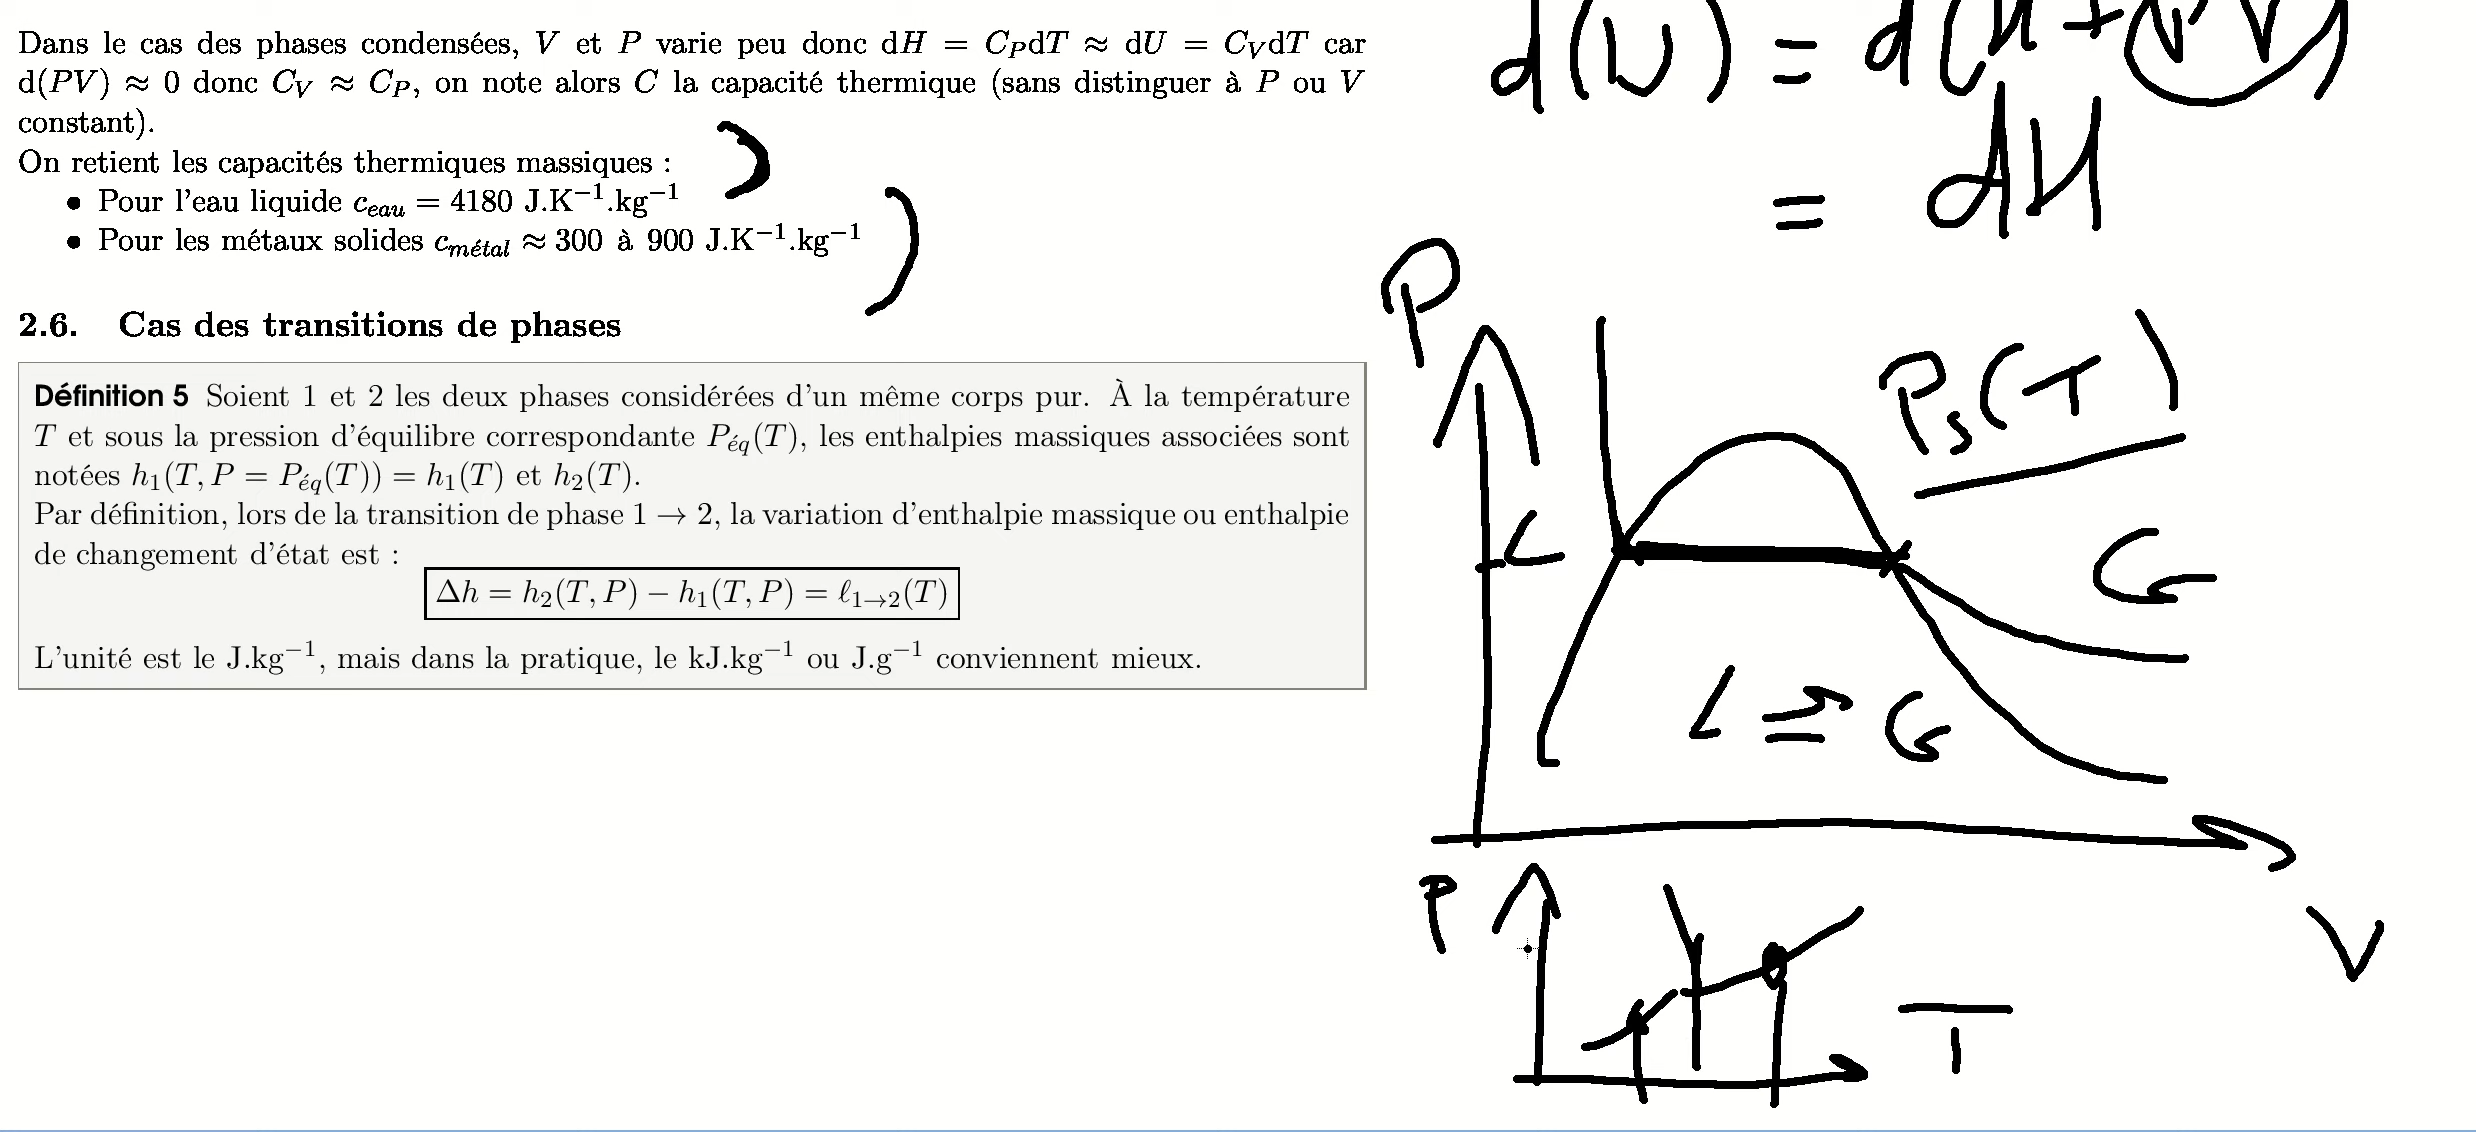 Dans le cas des phases condensées, V et P varie peu donc dH = C_P dT ≈ dU = C_V dT car
d(PV) ≈ 0 donc C_V ≈ C_P, on note alors C la capacité thermique (sans distinguer à P ou V
constant).
On retient les capacités thermiques massiques :
• Pour l'eau liquide c_eau = 4180 J.K⁻¹.kg⁻¹
• Pour les métaux solides c_métal ≈ 300 à 900 J.K⁻¹.kg⁻¹
2.6. Cas des transitions de phases
Définition 5 Soient 1 et 2 les deux phases considérées d'un même corps pur. À la température
T et sous la pression d'équilibre correspondante P_éq(T), les enthalpies massiques associées sont
notées h₁(T, P = P_éq(T)) = h₁(T) et h₂(T).
Par définition, lors de la transition de phase 1 → 2, la variation d'enthalpie massique ou enthalpie
de changement d'état est :
Δh = h₂(T, P) − h₁(T, P) = ℓ₁→₂(T)
L'unité est le J.kg⁻¹, mais dans la pratique, le kJ.kg⁻¹ ou J.g⁻¹ conviennent mieux.
= dH
P
P_s(T)
L
G
L ⇌ G
V
P
T